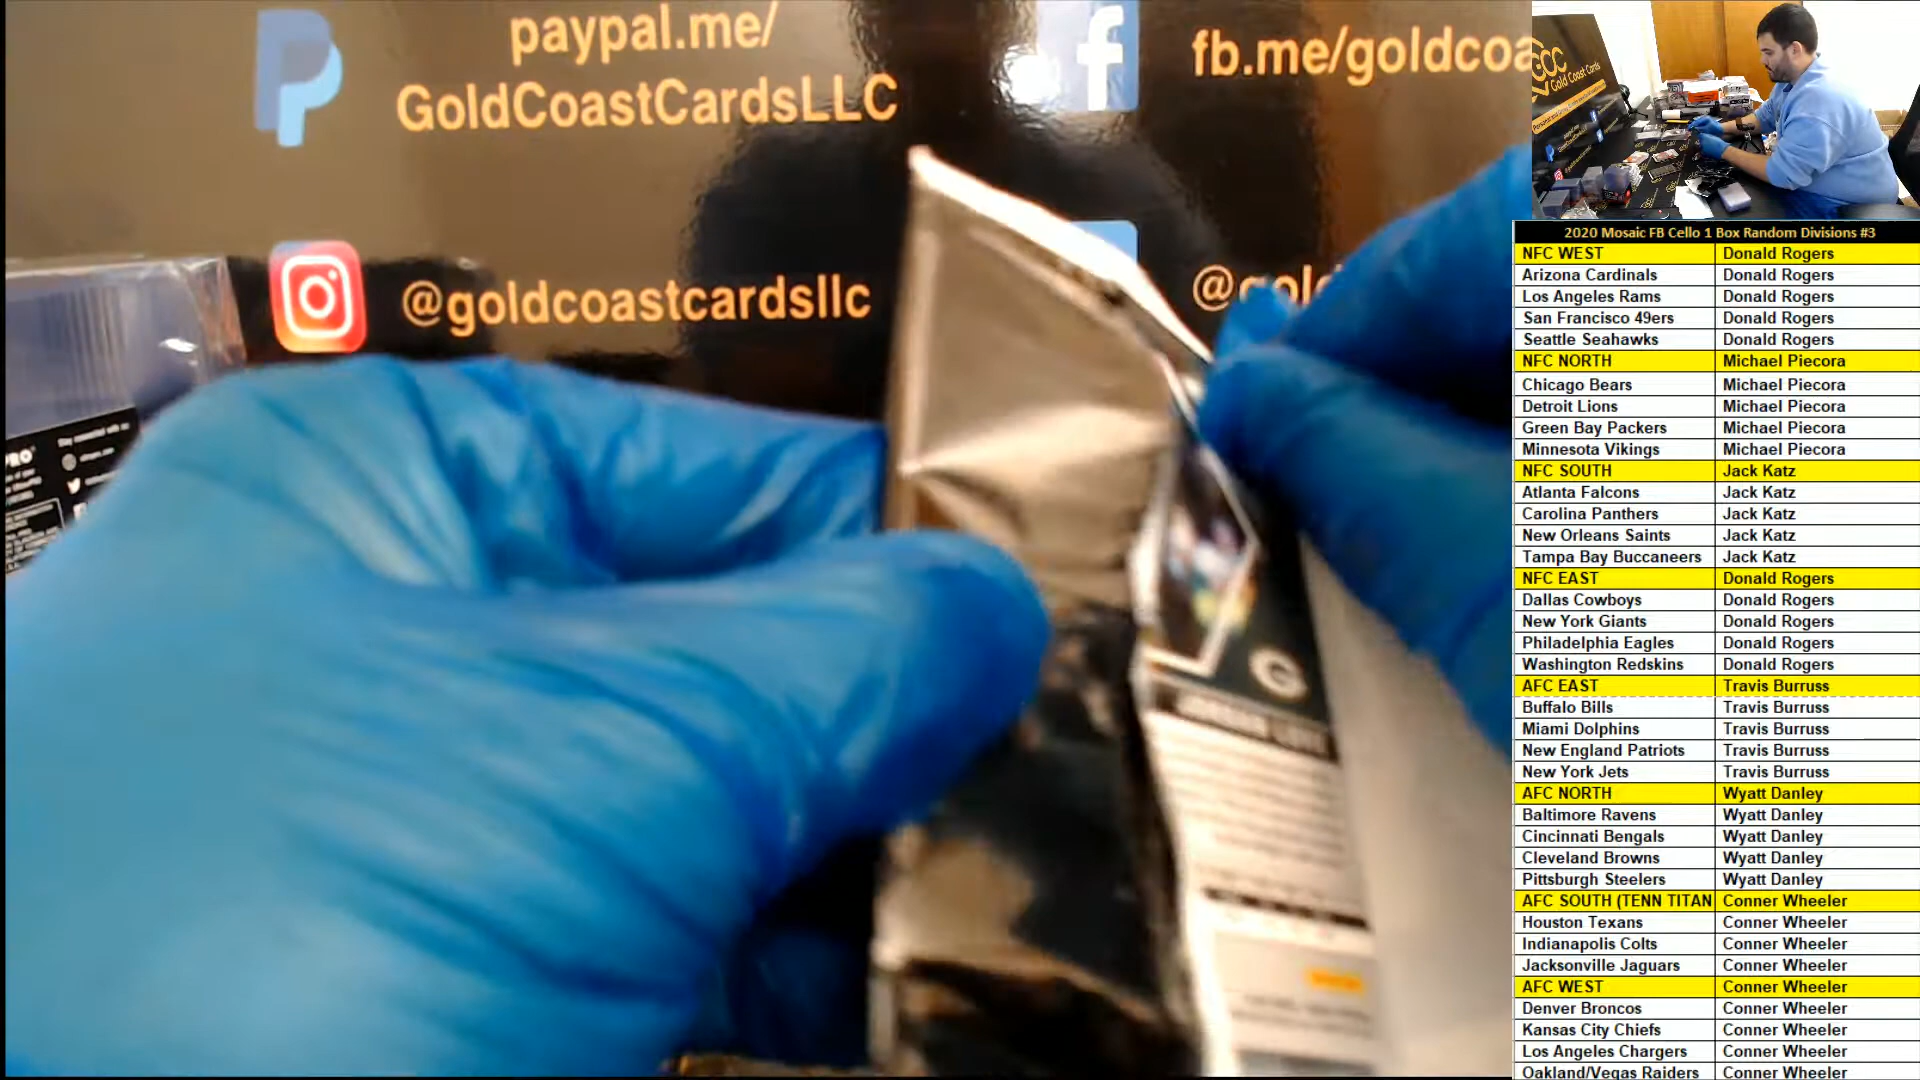 paypal.me/
GoldCoastCardsLLC
fb.me/goldcoa
@goldcoastcardsllc
@gol
GCC
Gold Coast Cards
PRO
JORDAN LOVE
G
2020 Mosaic FB Cello 1 Box Random Divisions #3
NFC WEST Donald Rogers
Arizona Cardinals Donald Rogers
Los Angeles Rams Donald Rogers
San Francisco 49ers Donald Rogers
Seattle Seahawks Donald Rogers
NFC NORTH Michael Piecora
Chicago Bears Michael Piecora
Detroit Lions Michael Piecora
Green Bay Packers Michael Piecora
Minnesota Vikings Michael Piecora
NFC SOUTH Jack Katz
Atlanta Falcons Jack Katz
Carolina Panthers Jack Katz
New Orleans Saints Jack Katz
Tampa Bay Buccaneers Jack Katz
NFC EAST Donald Rogers
Dallas Cowboys Donald Rogers
New York Giants Donald Rogers
Philadelphia Eagles Donald Rogers
Washington Redskins Donald Rogers
AFC EAST Travis Burruss
Buffalo Bills Travis Burruss
Miami Dolphins Travis Burruss
New England Patriots Travis Burruss
New York Jets Travis Burruss
AFC NORTH Wyatt Danley
Baltimore Ravens Wyatt Danley
Cincinnati Bengals Wyatt Danley
Cleveland Browns Wyatt Danley
Pittsburgh Steelers Wyatt Danley
AFC SOUTH (TENN TITAN Conner Wheeler
Houston Texans Conner Wheeler
Indianapolis Colts Conner Wheeler
Jacksonville Jaguars Conner Wheeler
AFC WEST Conner Wheeler
Denver Broncos Conner Wheeler
Kansas City Chiefs Conner Wheeler
Los Angeles Chargers Conner Wheeler
Oakland/Vegas Raiders Conner Wheeler